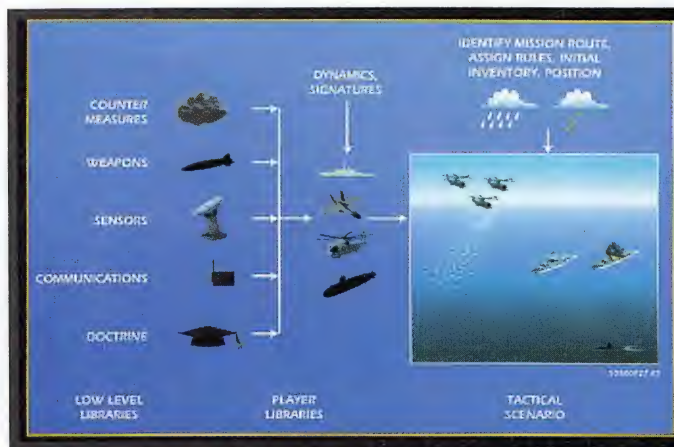 IDENTIFY MISSION ROUTE,
ASSIGN RULES, INITIAL
INVENTORY, POSITION
DYNAMICS,
SIGNATURES
COUNTER
MEASURES
WEAPONS
SENSORS
COMMUNICATIONS
DOCTRINE
LOW LEVEL
LIBRARIES
PLAYER
LIBRARIES
TACTICAL
SCENARIO